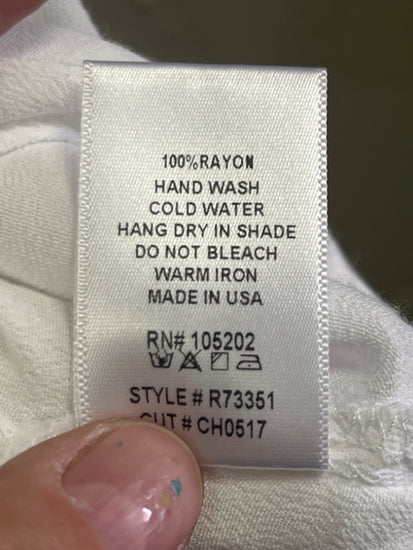 100%RAYON
HAND WASH
COLD WATER
HANG DRY IN SHADE
DO NOT BLEACH
WARM IRON
MADE IN USA
RN# 105202
STYLE # R73351
CUT # CH0517